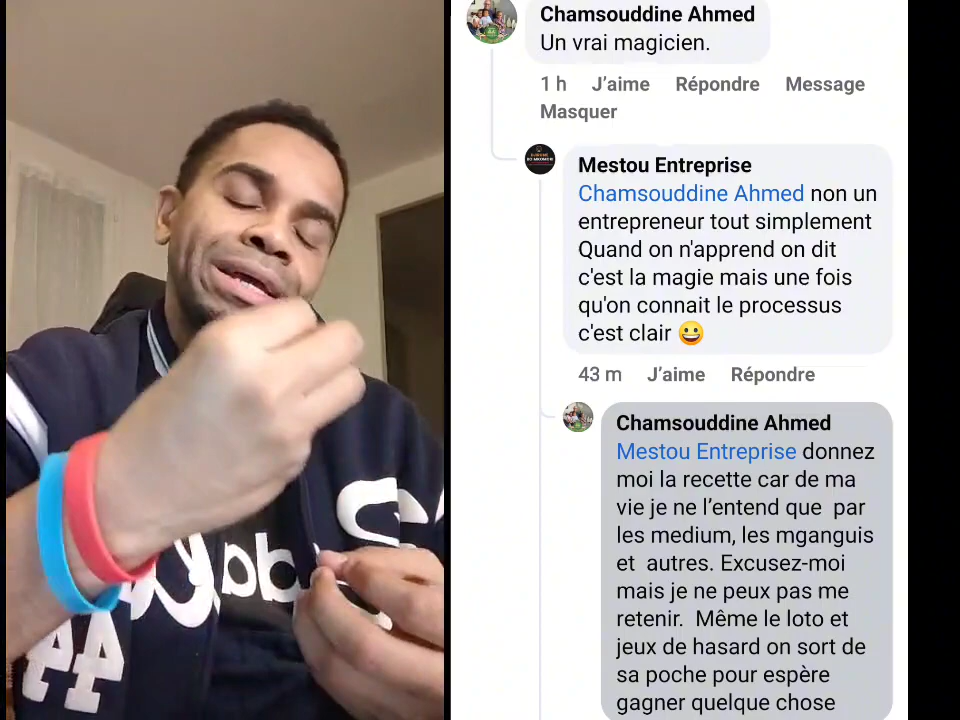 Chamsouddine Ahmed
Un vrai magicien.
1 h J’aime Répondre Message
Masquer
Mestou Entreprise
Chamsouddine Ahmed non un
entrepreneur tout simplement
Quand on n'apprend on dit
c'est la magie mais une fois
qu'on connait le processus
c'est clair 😀
43 m J’aime Répondre
Chamsouddine Ahmed
Mestou Entreprise donnez
moi la recette car de ma
vie je ne l’entend que par
les medium, les mganguis
et autres. Excusez-moi
mais je ne peux pas me
retenir. Même le loto et
jeux de hasard on sort de
sa poche pour espère
gagner quelque chose
44